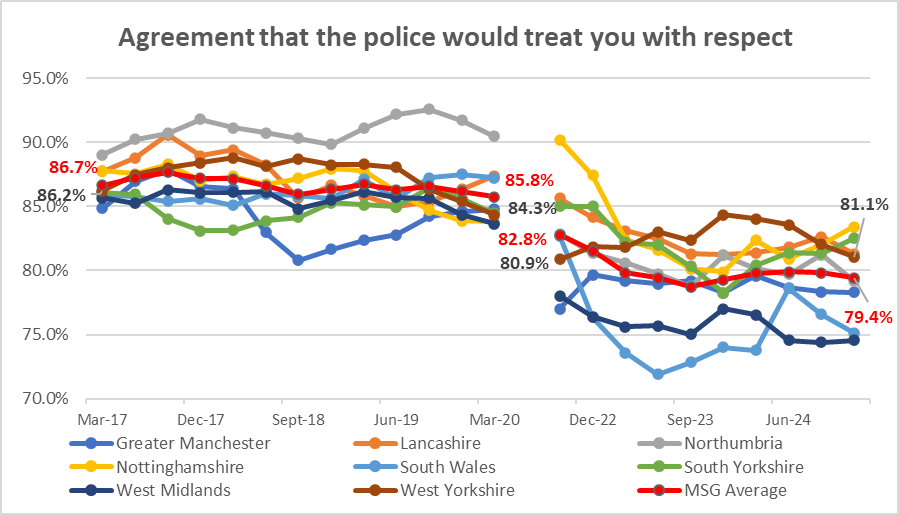 Agreement that the police would treat you with respect
95.0%
90.0%
85.0%
80.0%
75.0%
70.0%
86.7%
86.2%
85.8%
84.3%
82.8%
80.9%
81.1%
79.4%
Mar-17 Dec-17 Sept-18 Jun-19 Mar-20 Dec-22 Sep-23 Jun-24
Greater Manchester Lancashire Northumbria
Nottinghamshire South Wales South Yorkshire
West Midlands West Yorkshire MSG Average